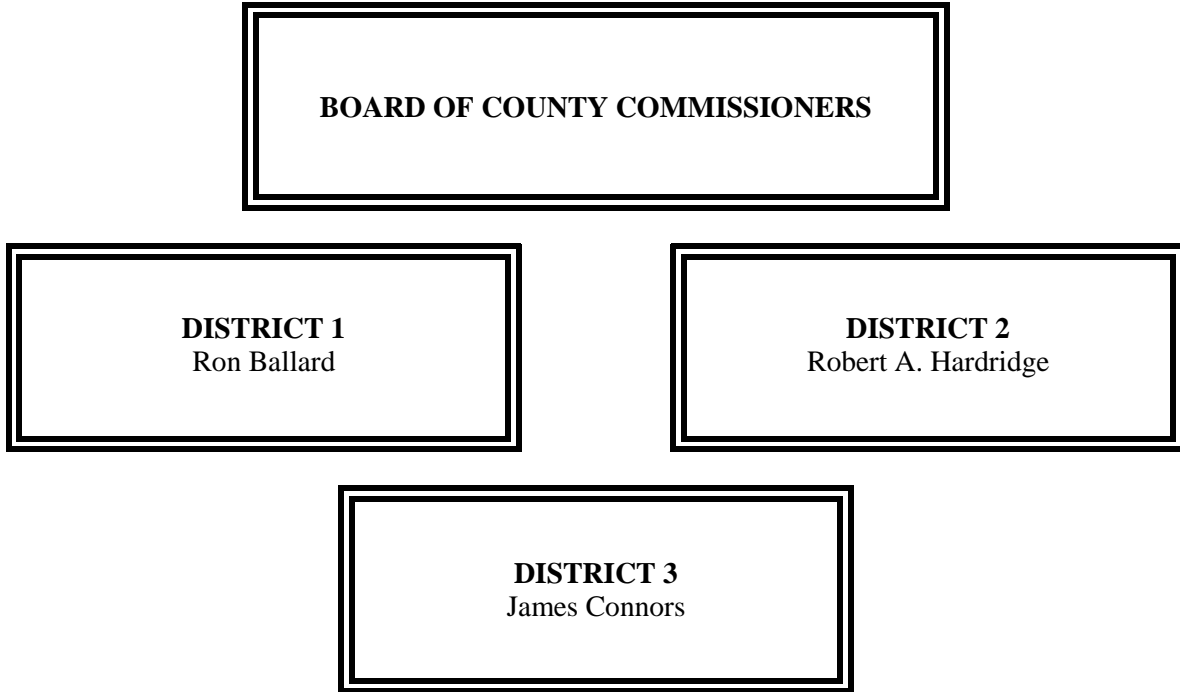 BOARD OF COUNTY COMMISSIONERS
DISTRICT 1
Ron Ballard
DISTRICT 2
Robert A. Hardridge
DISTRICT 3
James Connors